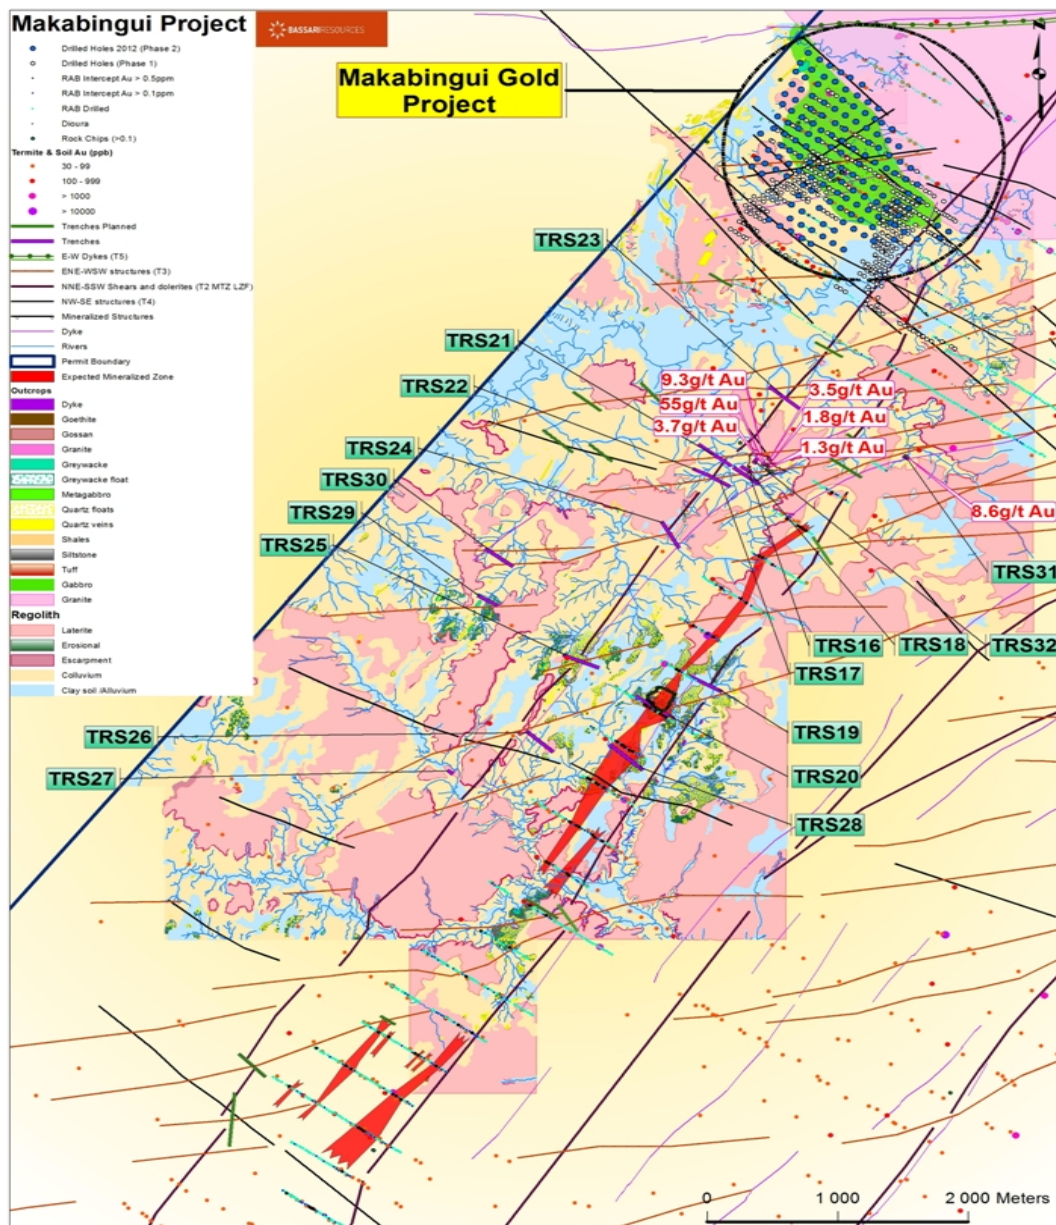 Makabingui Project
BASSARI RESOURCES
Drilled Holes 2012 (Phase 2)
Drilled Holes (Phase 1)
RAB Intercept Au > 0.5ppm
RAB Intercept Au > 0.1ppm
RAB Drilled
Dioura
Rock Chips (>0.1)
Termite & Soil Au (ppb)
30 - 99
100 - 999
> 1000
> 10000
Trenches Planned
Trenches
E-W Dykes (T5)
ENE-WSW structures (T3)
NNE-SSW Shears and dolerites (T2 MTZ LZF)
NW-SE structures (T4)
Mineralized Structures
Dyke
Rivers
Permit Boundary
Expected Mineralized Zone
Outcrops
Dyke
Goethite
Gossan
Granite
Greywacke
Greywacke float
Metagabbro
Quartz floats
Quartz veins
Shales
Siltstone
Tuff
Gabbro
Granite
Regolith
Laterite
Erosional
Escarpment
Colluvium
Clay soil /Alluvium
Makabingui Gold
Project
TRS23
TRS21
TRS22
TRS24
TRS30
TRS29
TRS25
TRS26
TRS27
9.3g/t Au
55g/t Au
3.7g/t Au
3.5g/t Au
1.8g/t Au
1.3g/t Au
8.6g/t Au
TRS31
TRS16
TRS18
TRS32
TRS17
TRS19
TRS20
TRS28
0
1 000
2 000 Meters